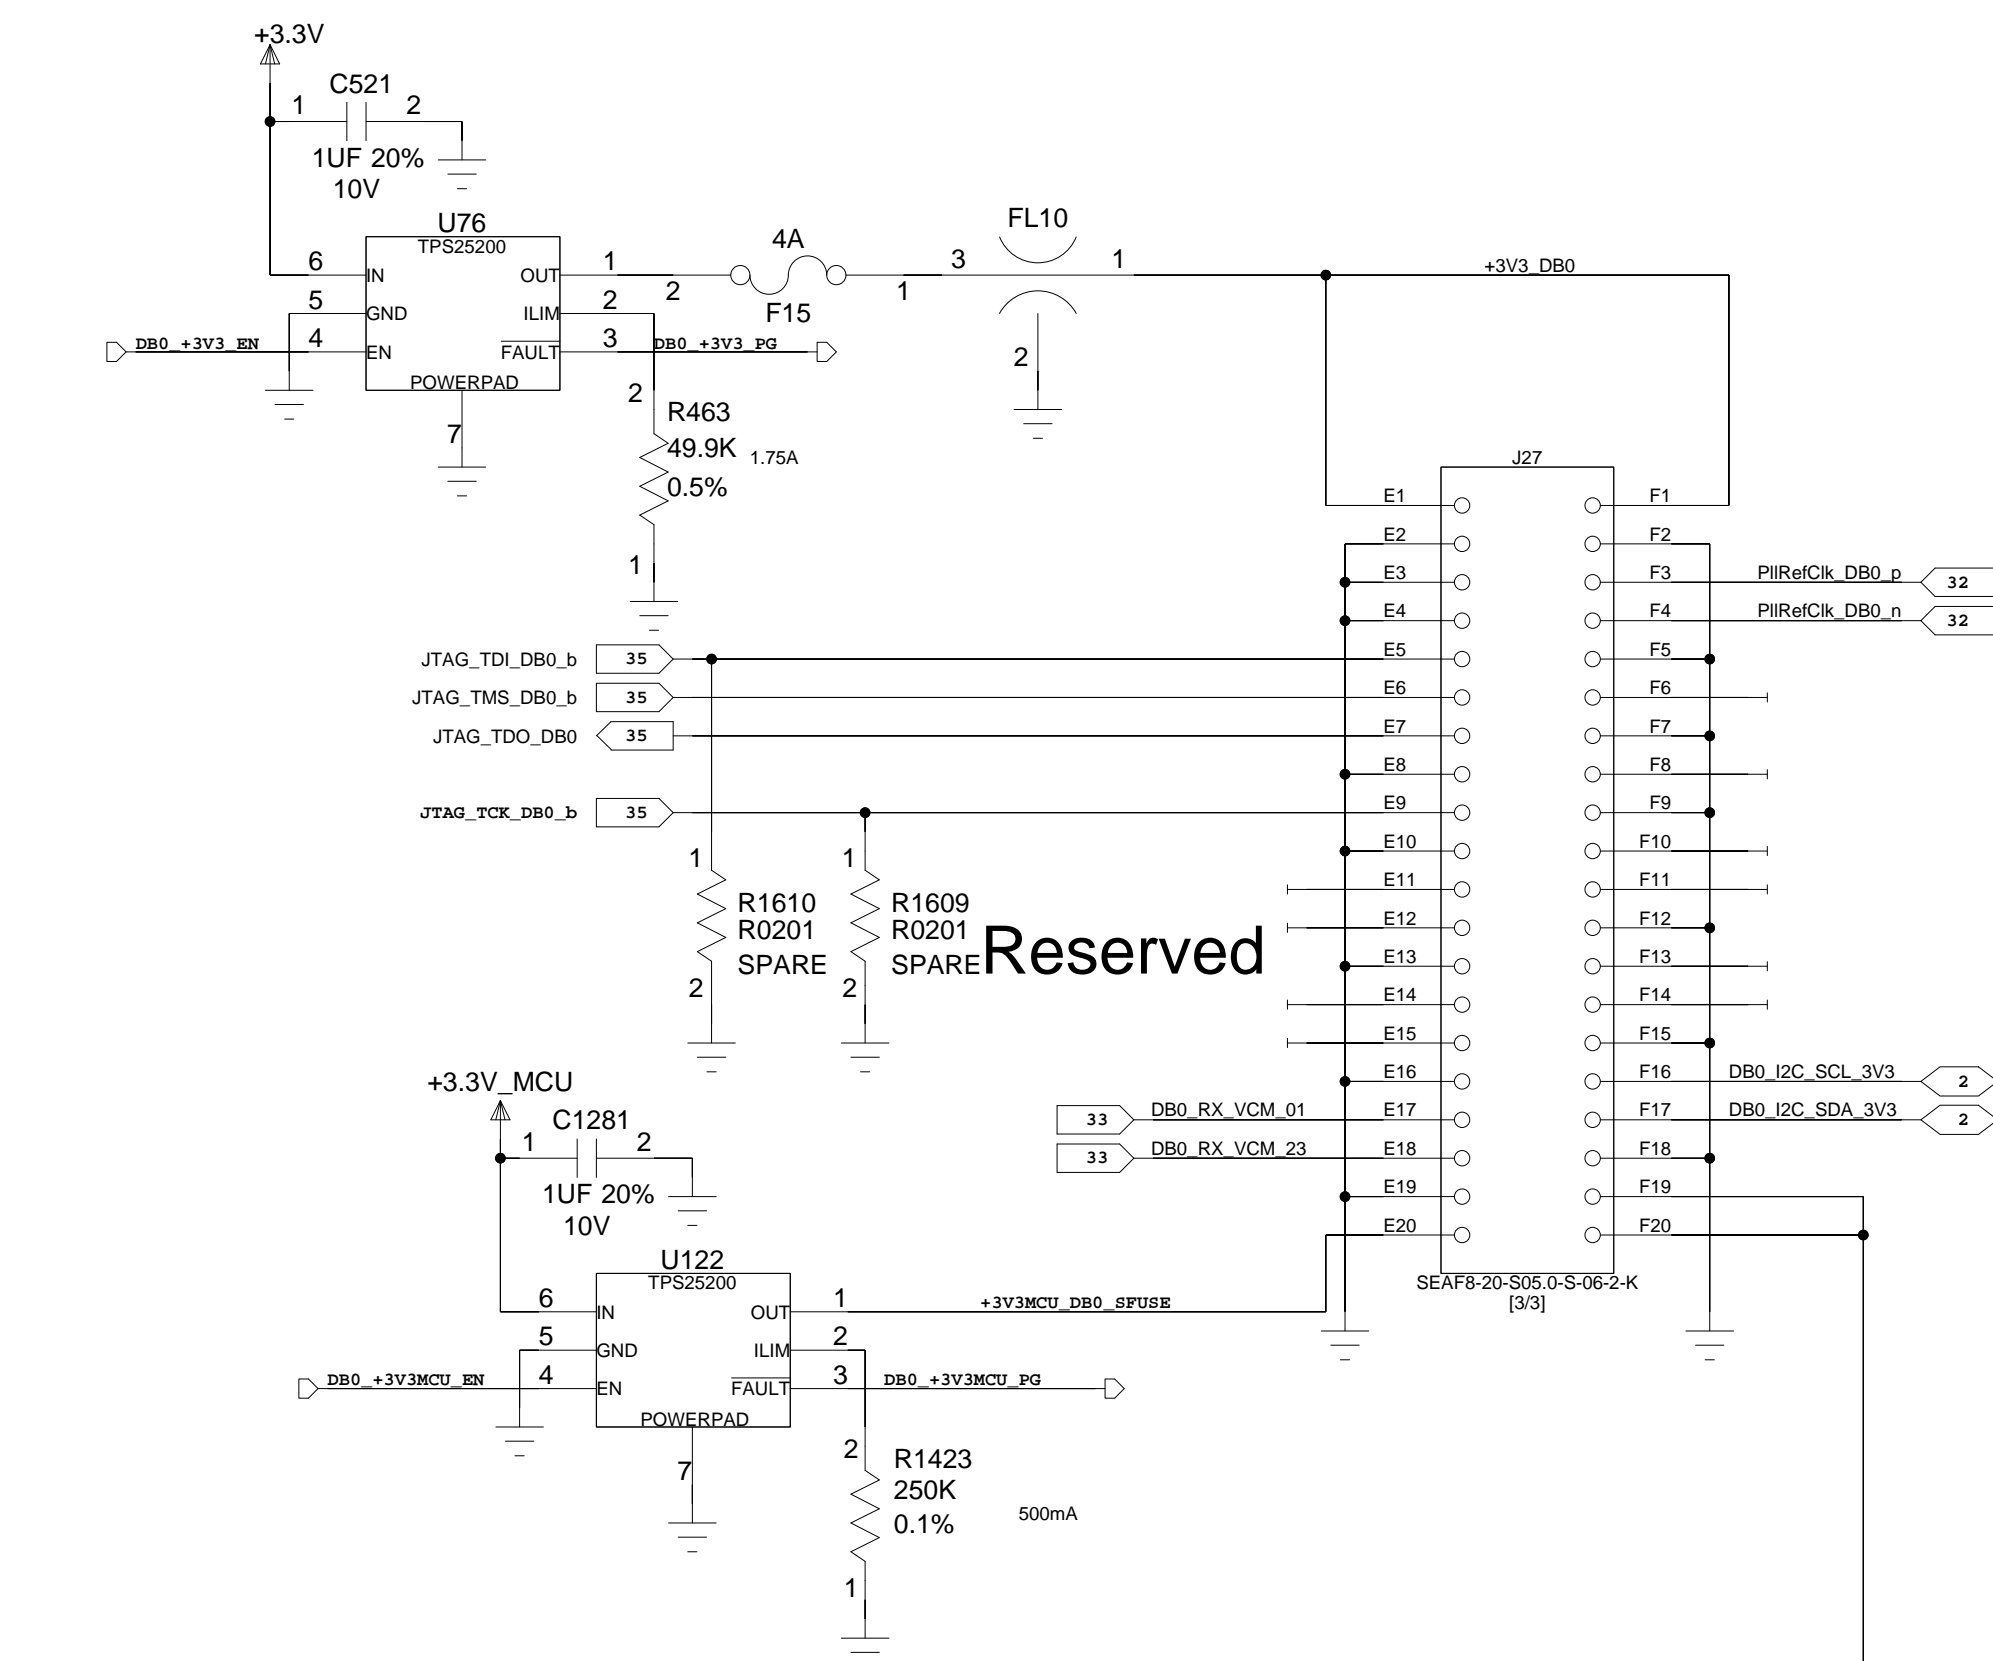 +3.3V
C521
1 2
1UF 20%
10V
U76
TPS25200
6 IN OUT 1
5 GND ILIM 2
DB0_+3V3_EN 4 EN FAULT 3 DB0_+3V3_PG
POWERPAD
7
4A
2 1
F15
FL10
3 1
2
+3V3_DB0
2
R463
49.9K 1.75A
0.5%
1
J27
E1 F1
E2 F2
E3 F3 PllRefClk_DB0_p 32
E4 F4 PllRefClk_DB0_n 32
JTAG_TDI_DB0_b 35 E5 F5
JTAG_TMS_DB0_b 35 E6 F6
JTAG_TDO_DB0 35 E7 F7
E8 F8
JTAG_TCK_DB0_b 35 E9 F9
E10 F10
E11 F11
E12 F12
E13 F13
E14 F14
E15 F15
E16 F16 DB0_I2C_SCL_3V3 2
33 DB0_RX_VCM_01 E17 F17 DB0_I2C_SDA_3V3 2
33 DB0_RX_VCM_23 E18 F18
E19 F19
E20 F20
SEAF8-20-S05.0-S-06-2-K
[3/3]
1 1
R1610 R1609
R0201 R0201
SPARE SPARE
2 2
Reserved
+3.3V_MCU
C1281
1 2
1UF 20%
10V
U122
TPS25200
6 IN OUT 1 +3V3MCU_DB0_SFUSE
5 GND ILIM 2
DB0_+3V3MCU_EN 4 EN FAULT 3 DB0_+3V3MCU_PG
POWERPAD
7
2
R1423
250K
0.1% 500mA
1